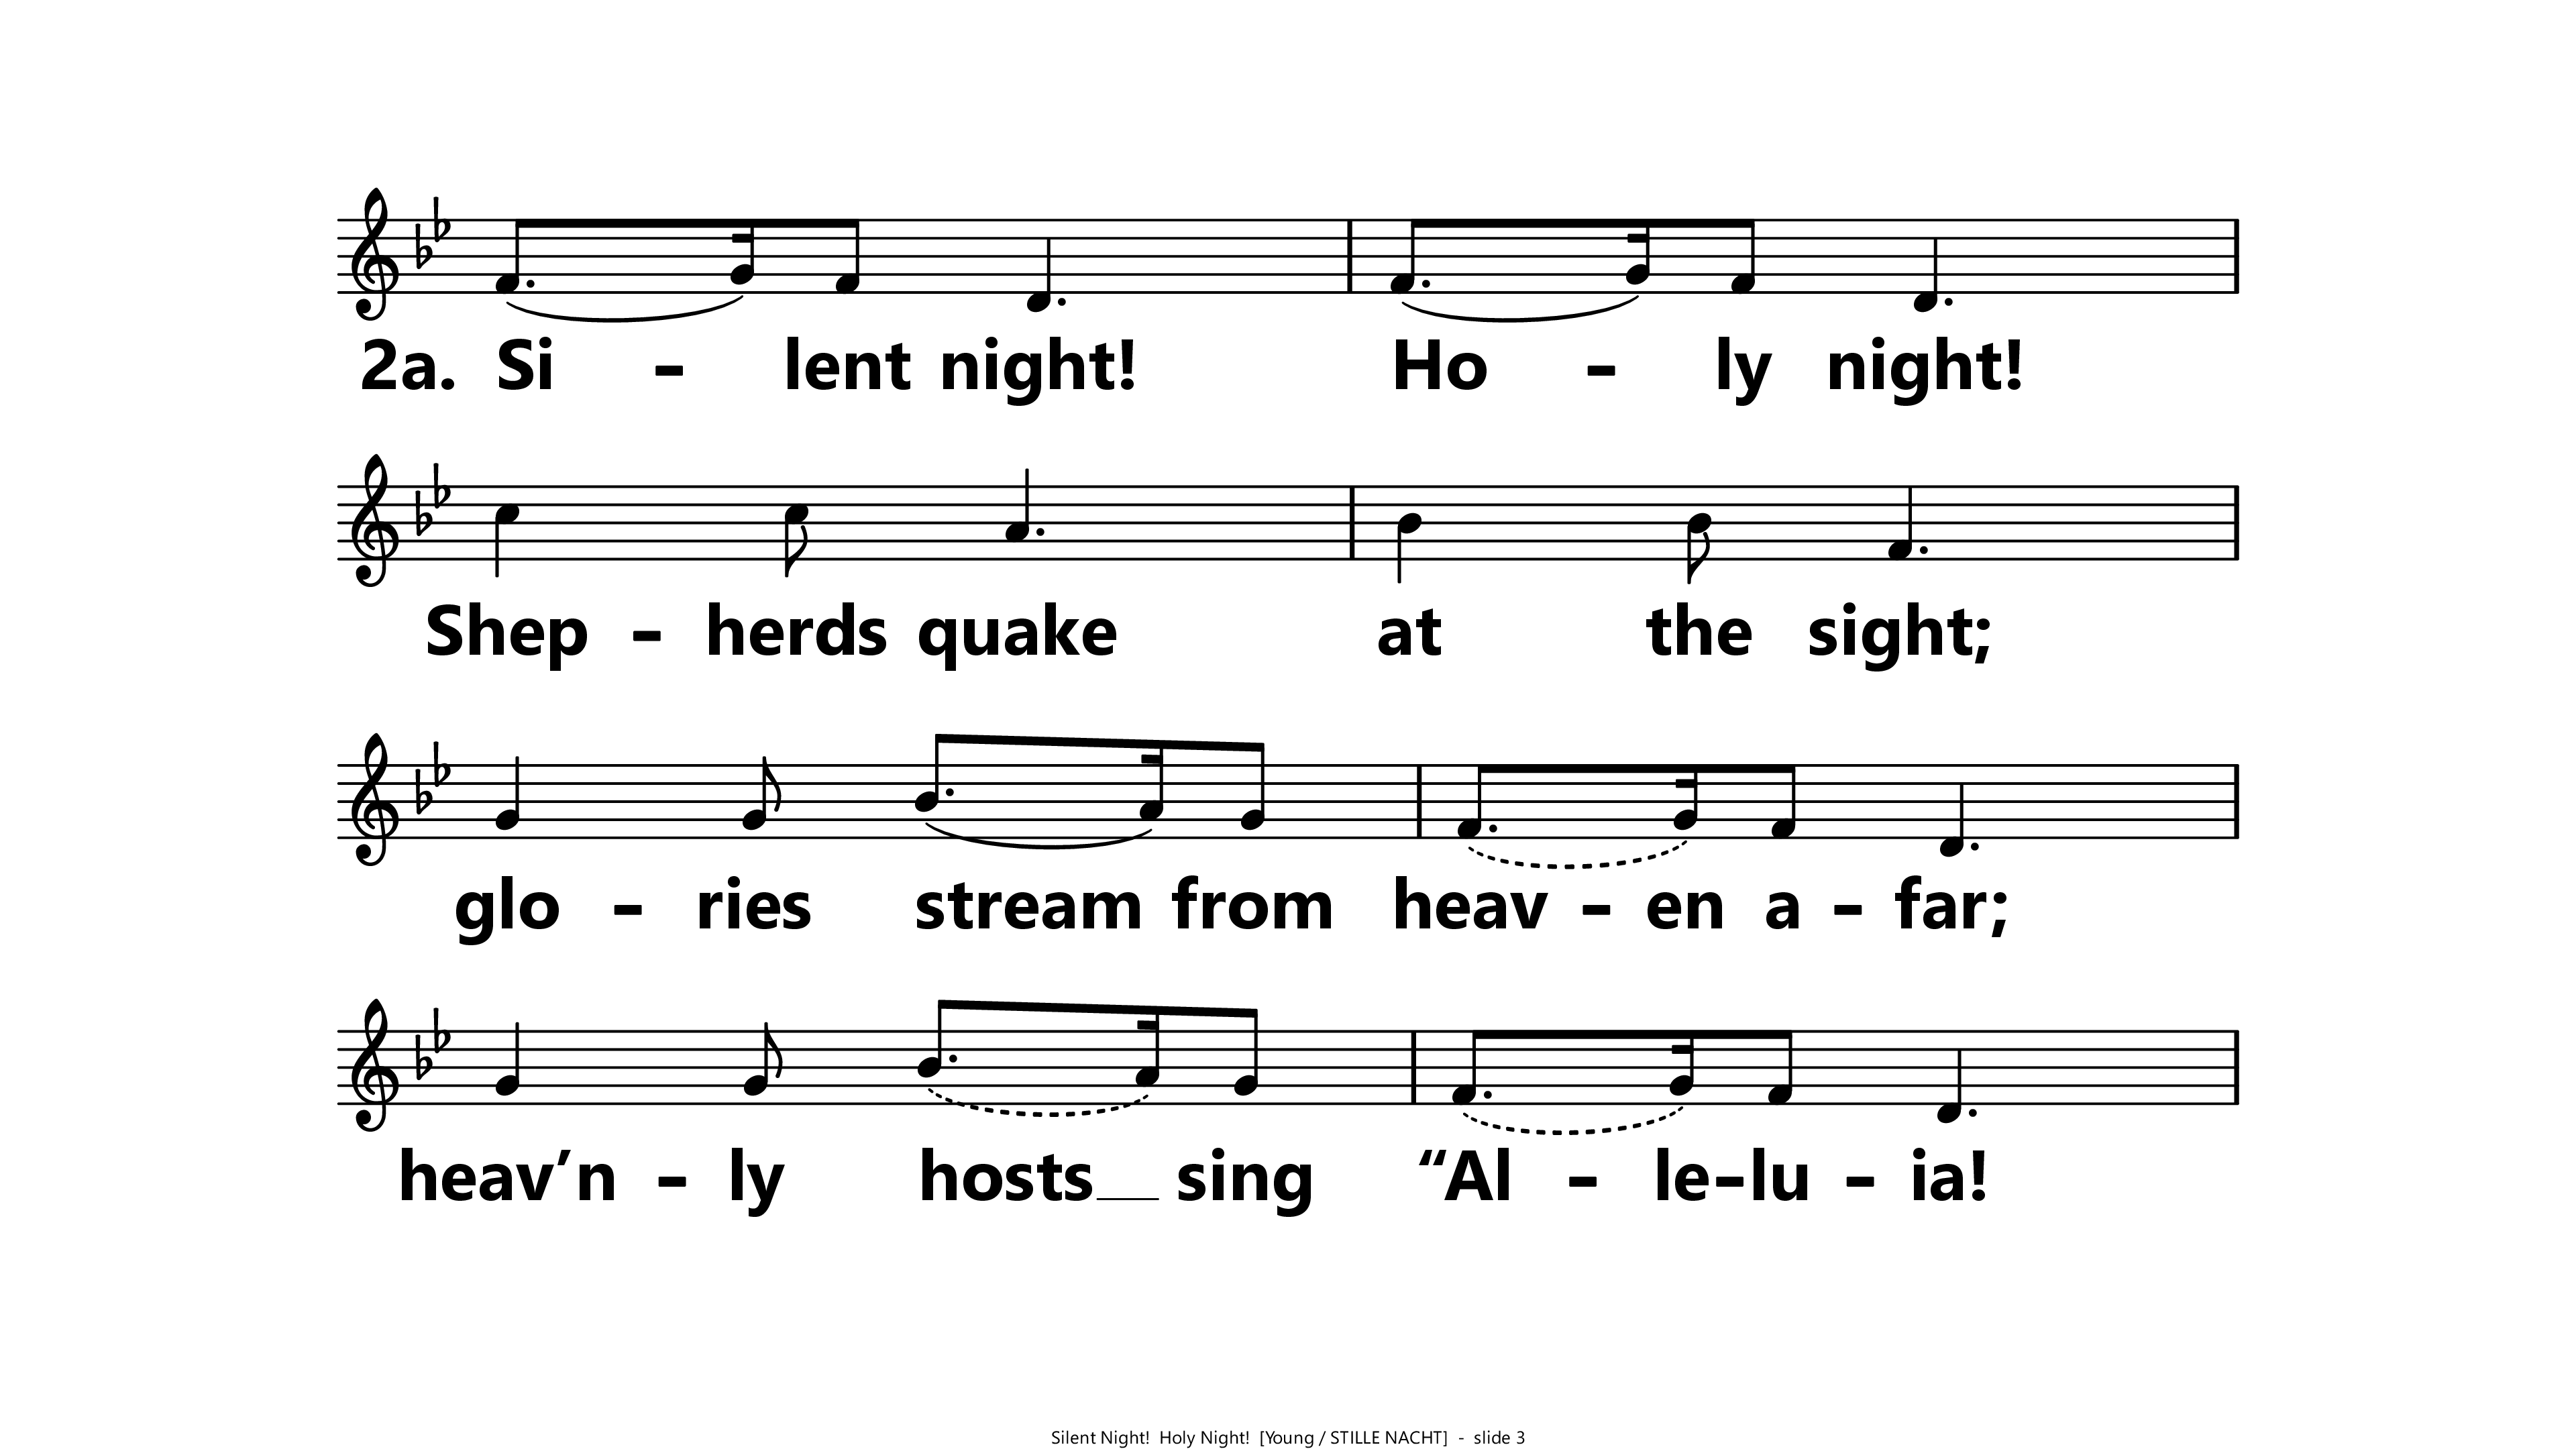 2a. Si - lent night! Ho - ly night!
Shep - herds quake at the sight;
glo - ries stream from heav - en a - far;
heav’n - ly hosts__ sing “Al - le-lu - ia!
Silent Night! Holy Night! [Young / STILLE NACHT] - slide 3